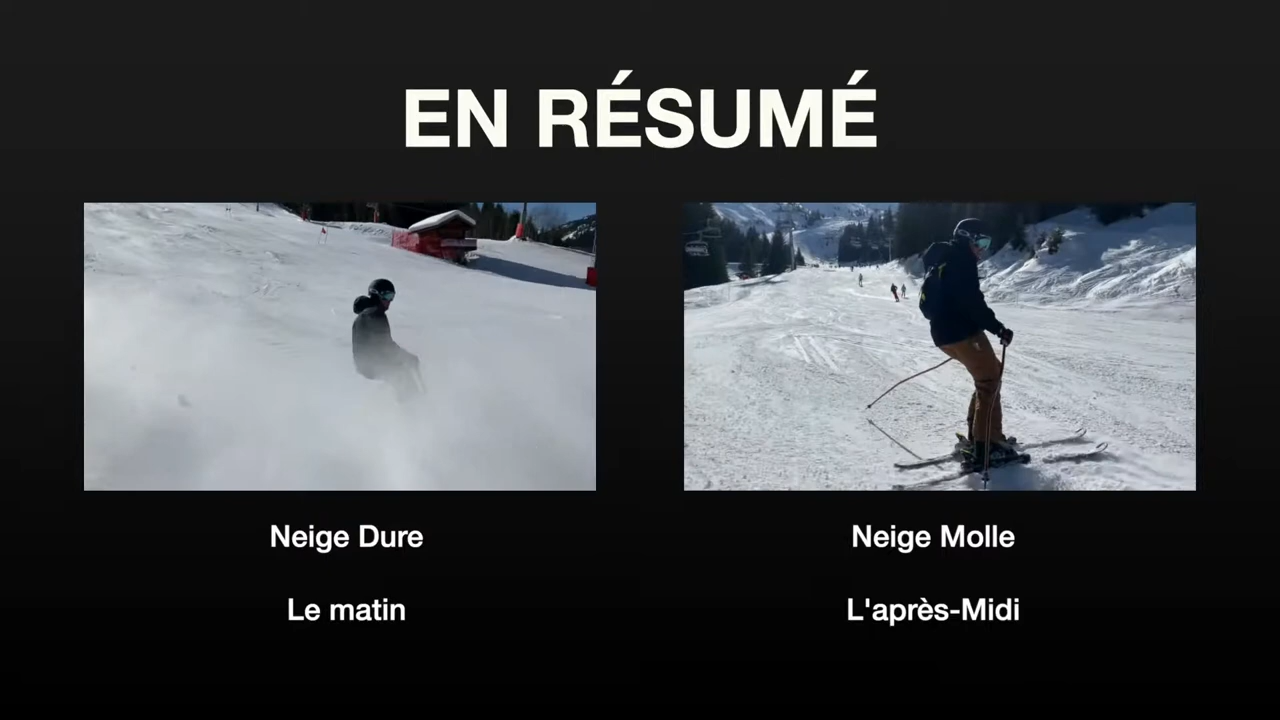 EN RÉSUMÉ
Neige Dure
Le matin
Neige Molle
L'après-Midi